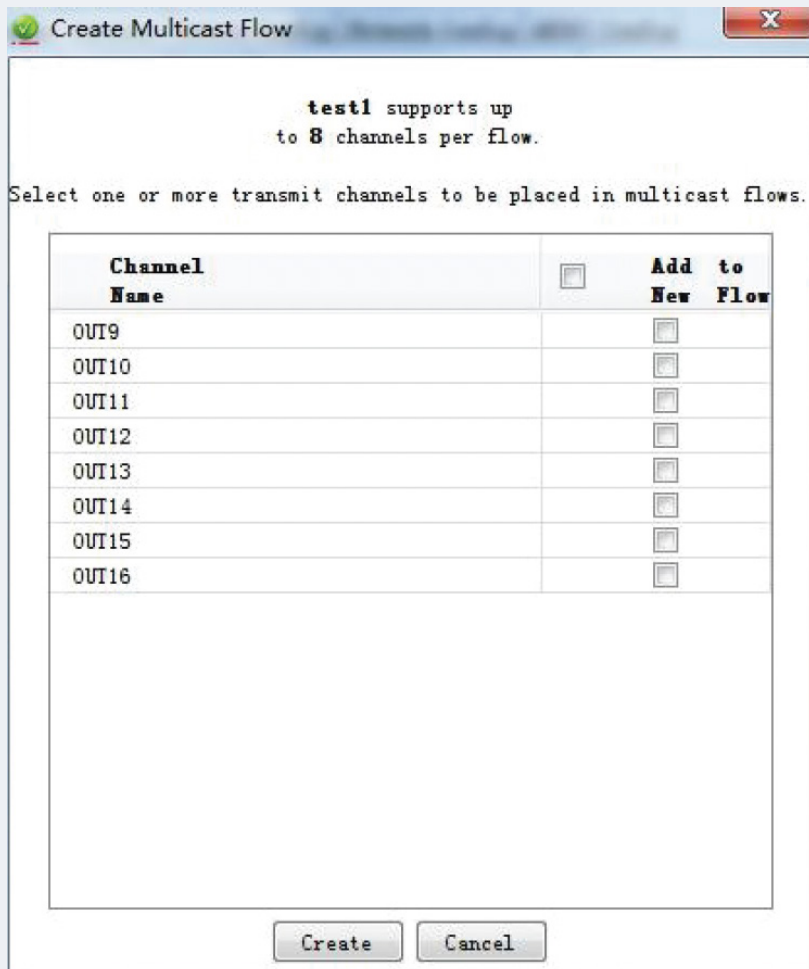 Create Multicast Flow
test1 supports up
to 8 channels per flow.
Select one or more transmit channels to be placed in multicast flows.
Channel Name
Add to New Flow
OUT9
OUT10
OUT11
OUT12
OUT13
OUT14
OUT15
OUT16
Create
Cancel